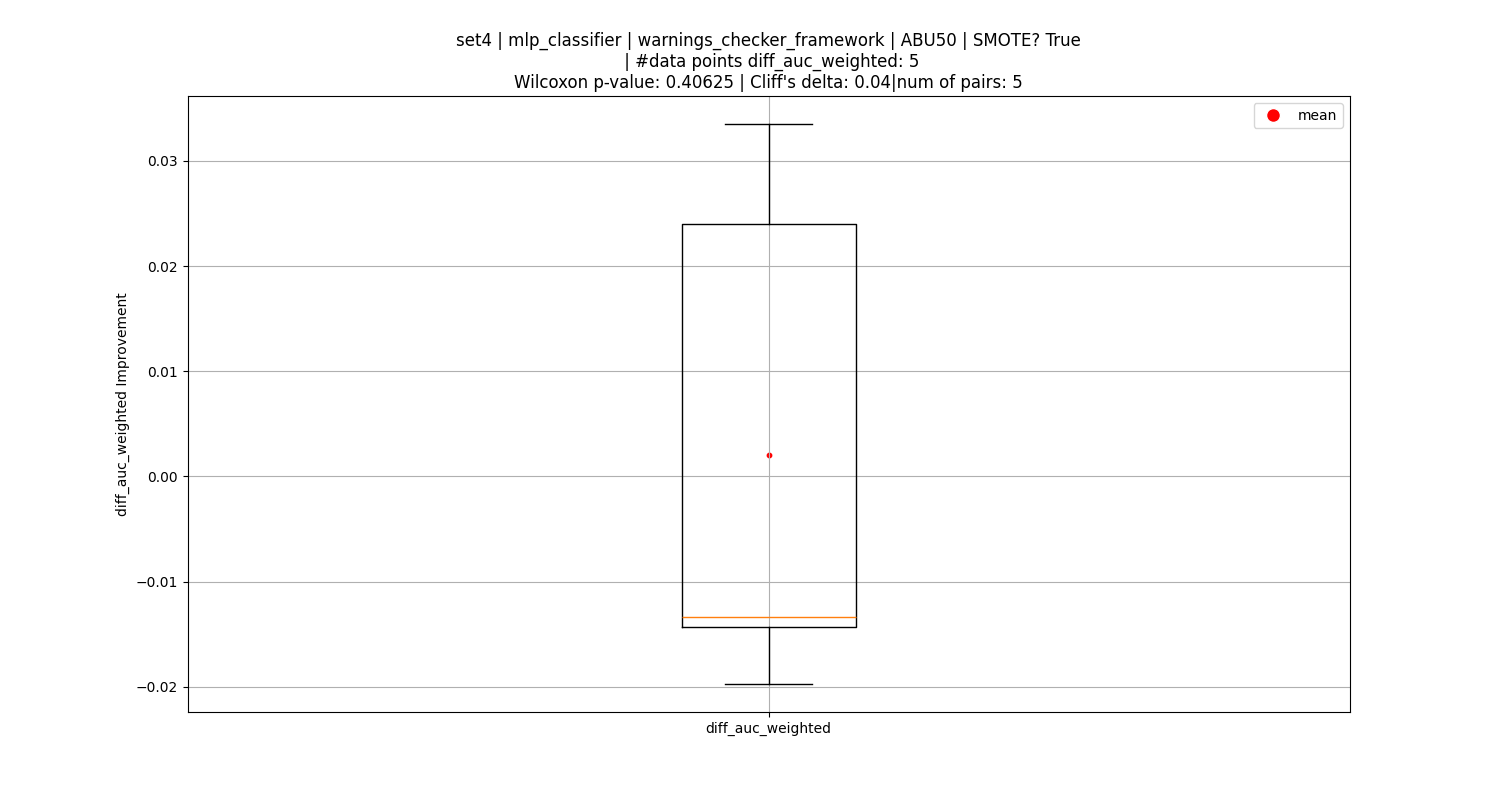 set4 | mlp_classifier | warnings_checker_framework | ABU50 | SMOTE? True
| #data points diff_auc_weighted: 5
Wilcoxon p-value: 0.40625 | Cliff's delta: 0.04|num of pairs: 5
mean
0.03
0.02
0.01
0.00
−0.01
−0.02
diff_auc_weighted Improvement
diff_auc_weighted